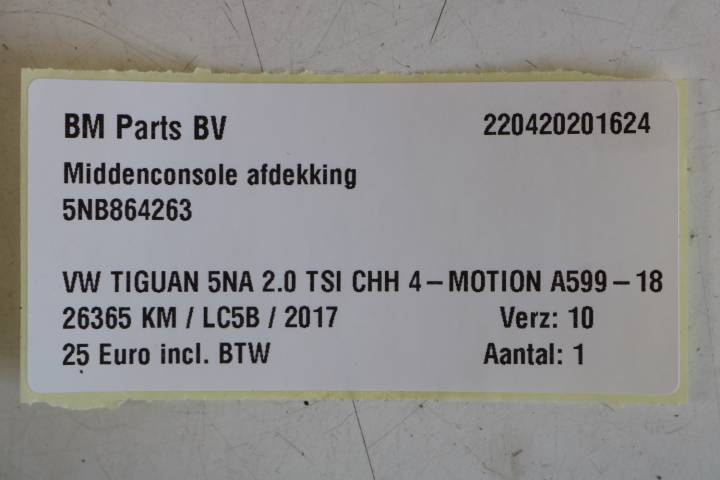 BM Parts BV 220420201624
Middenconsole afdekking
5NB864263
VW TIGUAN 5NA 2.0 TSI CHH 4-MOTION A599-18
26365 KM / LC5B / 2017 Verz: 10
25 Euro incl. BTW Aantal: 1